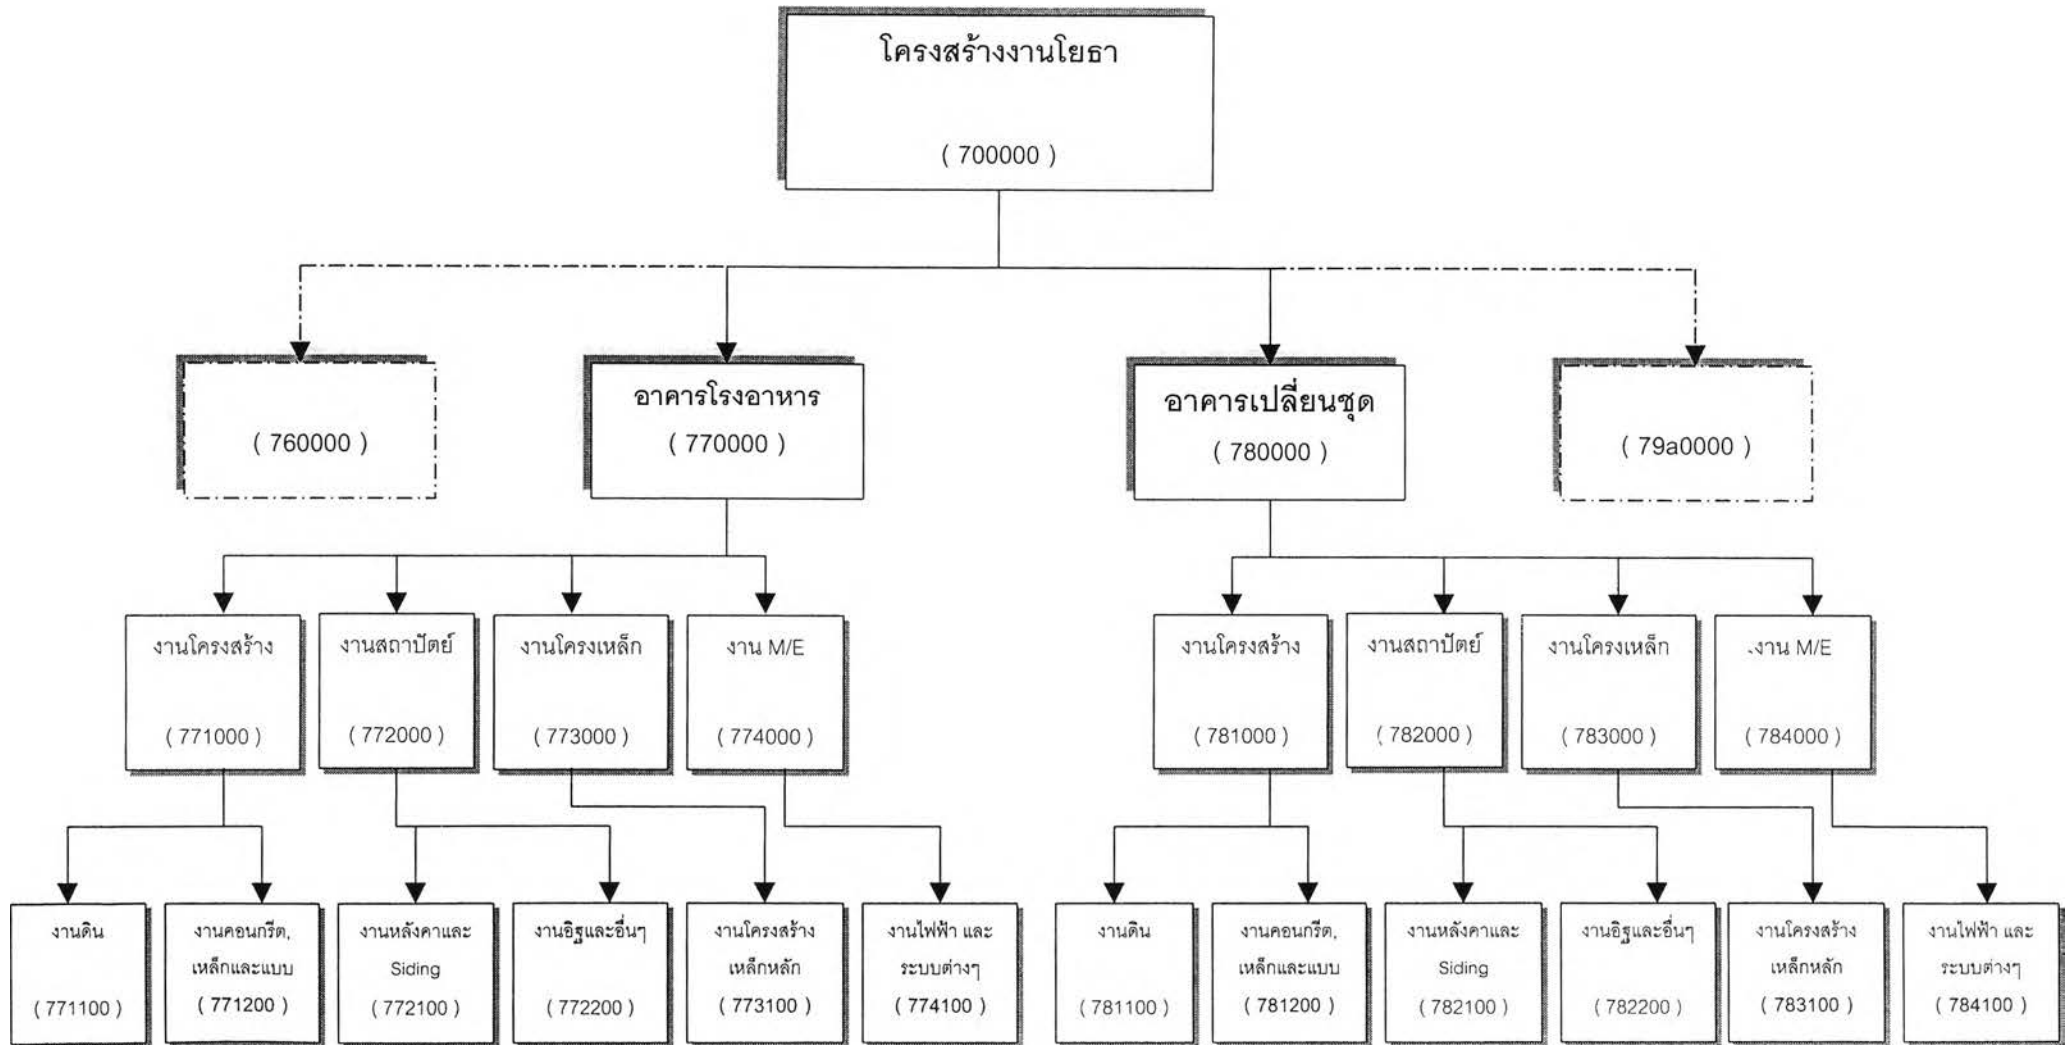 โครงสร้างงานโยธา
( 700000 )
( 760000 )
อาคารโรงอาหาร
( 770000 )
อาคารเปลี่ยนชุด
( 780000 )
( 79a0000 )
งานโครงสร้าง
( 771000 )
งานสถาปัตย์
( 772000 )
งานโครงเหล็ก
( 773000 )
งาน M/E
( 774000 )
งานโครงสร้าง
( 781000 )
งานสถาปัตย์
( 782000 )
งานโครงเหล็ก
( 783000 )
งาน M/E
( 784000 )
งานดิน
( 771100 )
งานคอนกรีต,
เหล็กและแบบ
( 771200 )
งานหลังคาและ
Siding
( 772100 )
งานอิฐและอื่นๆ
( 772200 )
งานโครงสร้าง
เหล็กหลัก
( 773100 )
งานไฟฟ้า และ
ระบบต่างๆ
( 774100 )
งานดิน
( 781100 )
งานคอนกรีต,
เหล็กและแบบ
( 781200 )
งานหลังคาและ
Siding
( 782100 )
งานอิฐและอื่นๆ
( 782200 )
งานโครงสร้าง
เหล็กหลัก
( 783100 )
งานไฟฟ้า และ
ระบบต่างๆ
( 784100 )